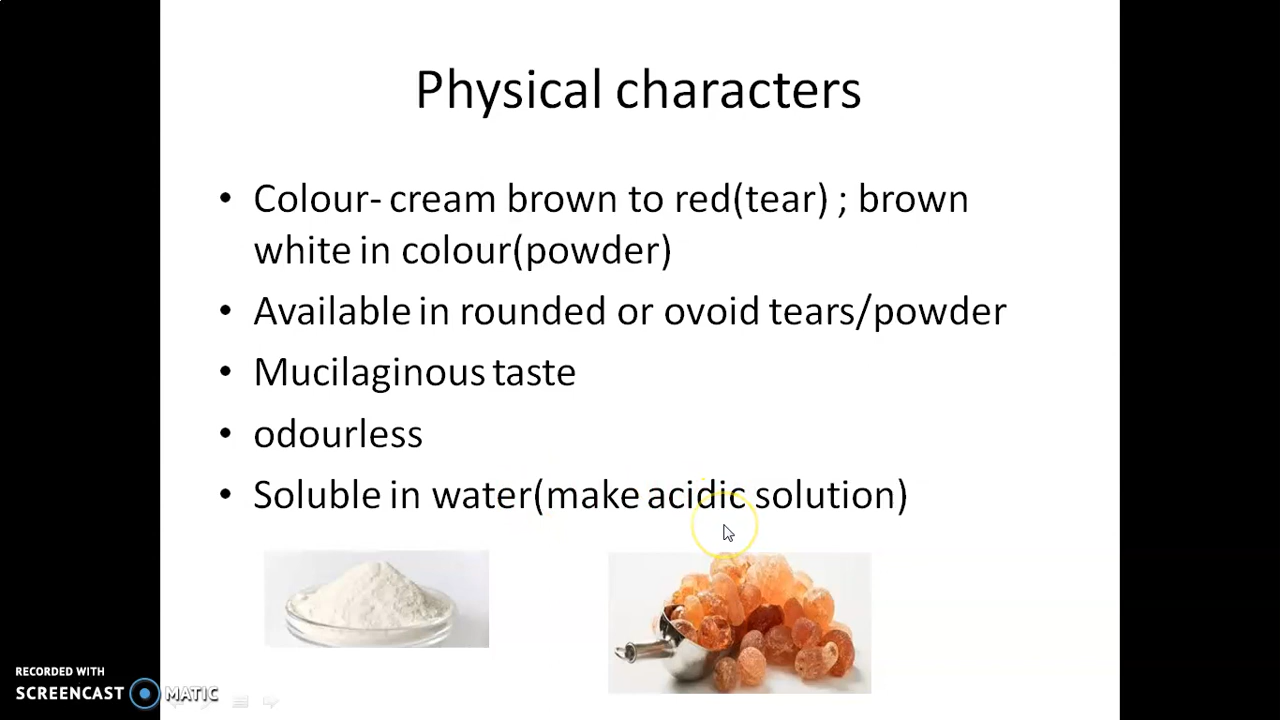 Physical characters
• Colour- cream brown to red(tear) ; brown
white in colour(powder)
• Available in rounded or ovoid tears/powder
• Mucilaginous taste
• odourless
• Soluble in water(make acidic solution)
RECORDED WITH
SCREENCAST MATIC